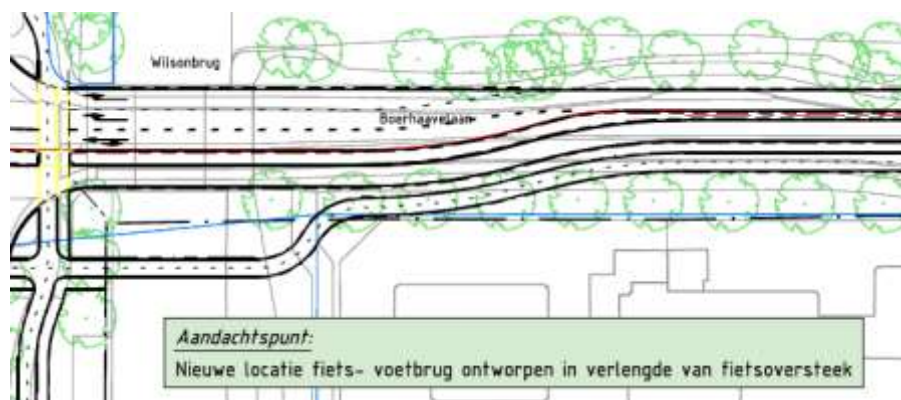 Wilsonbrug
Boerhaavelaan
Aandachtspunt:
Nieuwe locatie fiets- voetbrug ontworpen in verlengde van fietsoversteek